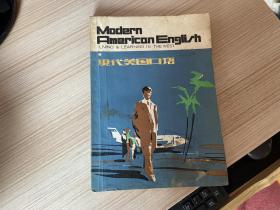 Modern
American English
LIVING & LEARNING IN THE WEST
现代美国口语